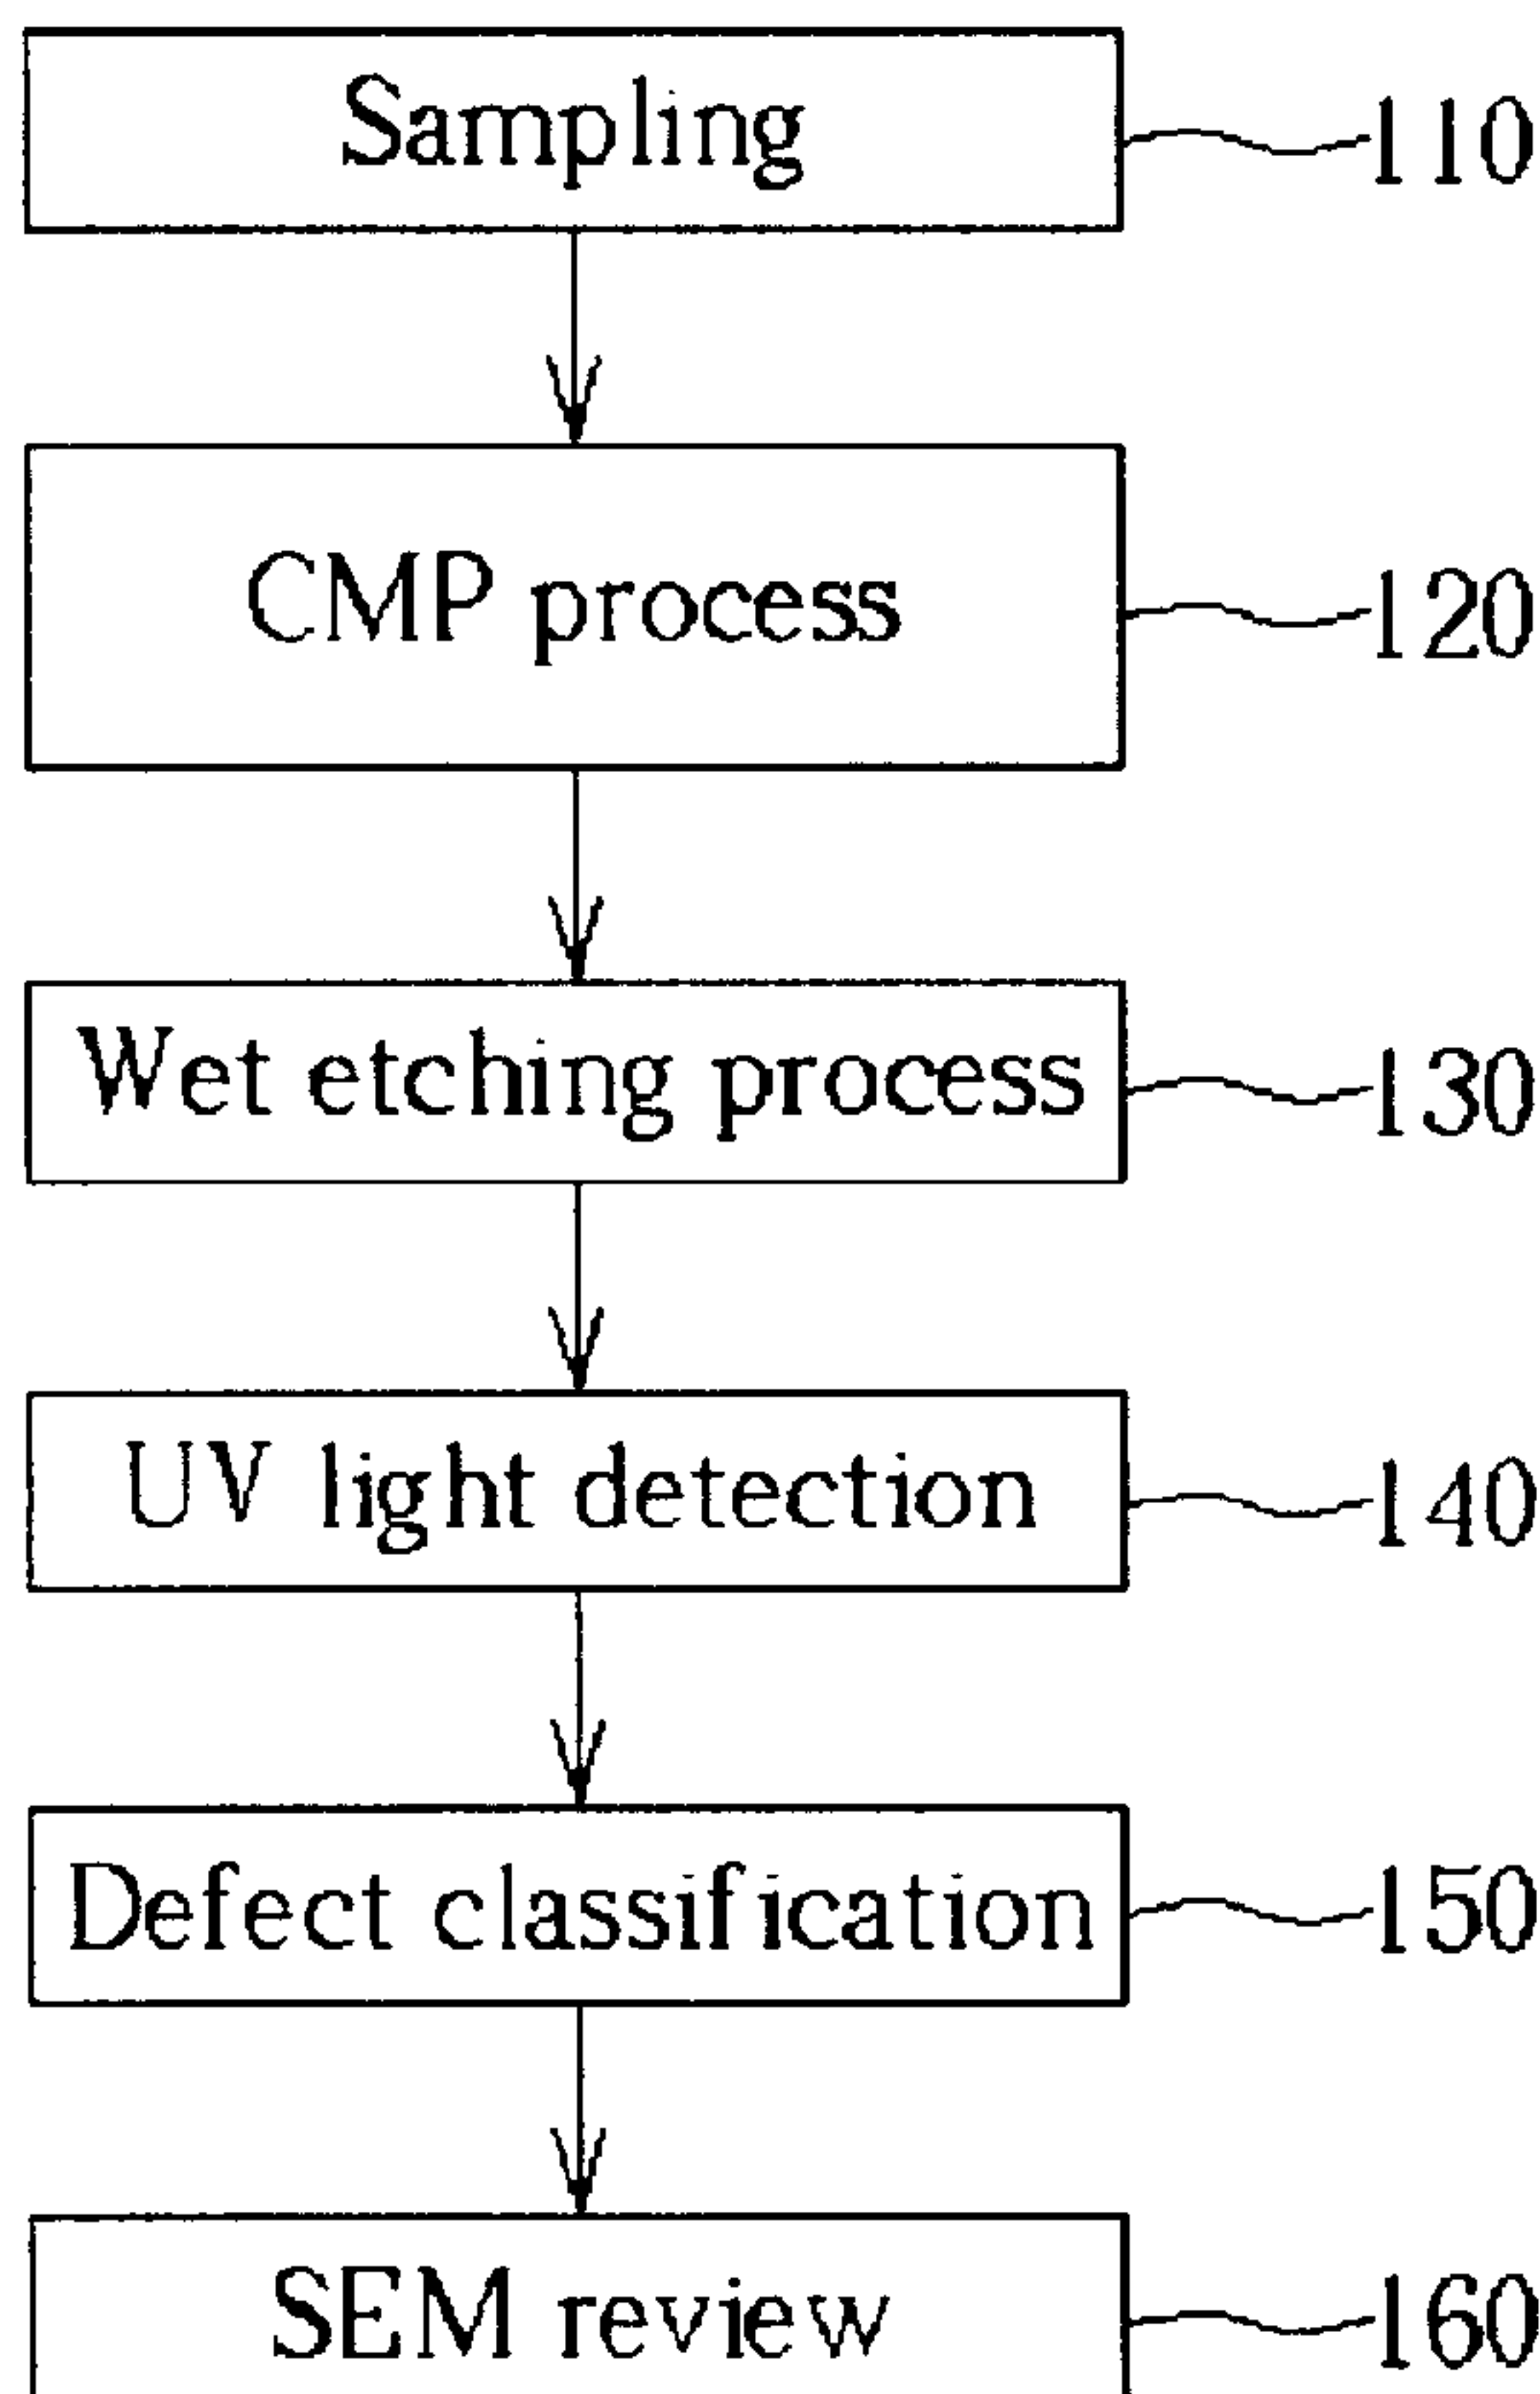 Sampling 110
CMP process 120
Wet etching process 130
UV light detection 140
Defect classification 150
SEM review 160